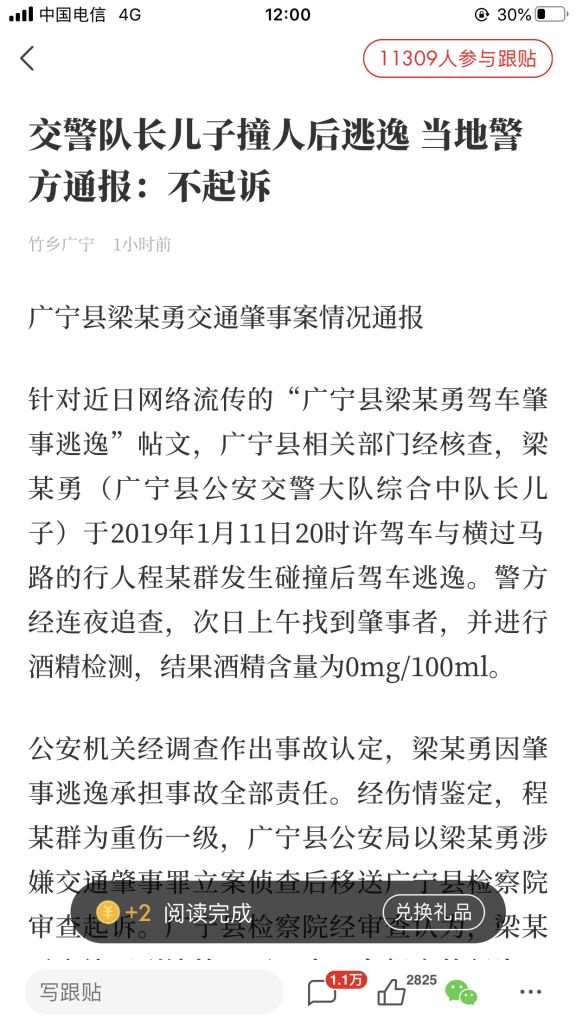 中国电信 4G 12:00 30%
11309人参与跟贴
交警队长儿子撞人后逃逸 当地警
方通报：不起诉
竹乡广宁 1小时前
广宁县梁某勇交通肇事案情况通报
针对近日网络流传的“广宁县梁某勇驾车肇
事逃逸”帖文，广宁县相关部门经核查，梁
某勇（广宁县公安交警大队综合中队长儿
子）于2019年1月11日20时许驾车与横过马
路的行人程某群发生碰撞后驾车逃逸。警方
经连夜追查，次日上午找到肇事者，并进行
酒精检测，结果酒精含量为0mg/100ml。
公安机关经调查作出事故认定，梁某勇因肇
事逃逸承担事故全部责任。经伤情鉴定，程
某群为重伤一级，广宁县公安局以梁某勇涉
嫌交通肇事罪立案侦查后移送广宁县检察院
审查起诉。广宁县检察院经审查认为，梁某
+2 阅读完成 兑换礼品
写跟贴 1.1万 2825